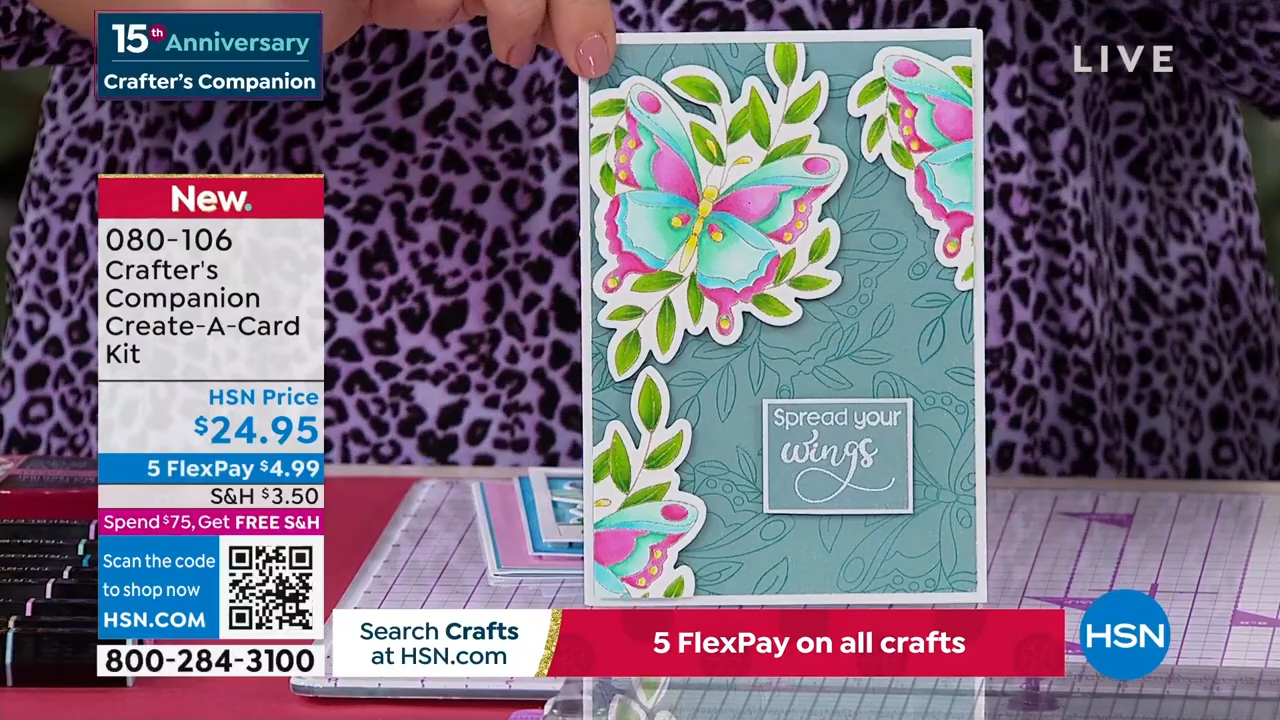 15th Anniversary
Crafter's Companion
LIVE
New.
080-106
Crafter's
Companion
Create-A-Card
Kit
HSN Price
$24.95
5 FlexPay $4.99
S&H $3.50
Spend $75, Get FREE S&H
Scan the code
to shop now
HSN.COM
800-284-3100
Spread your
wings
Search Crafts
at HSN.com
5 FlexPay on all crafts
HSN